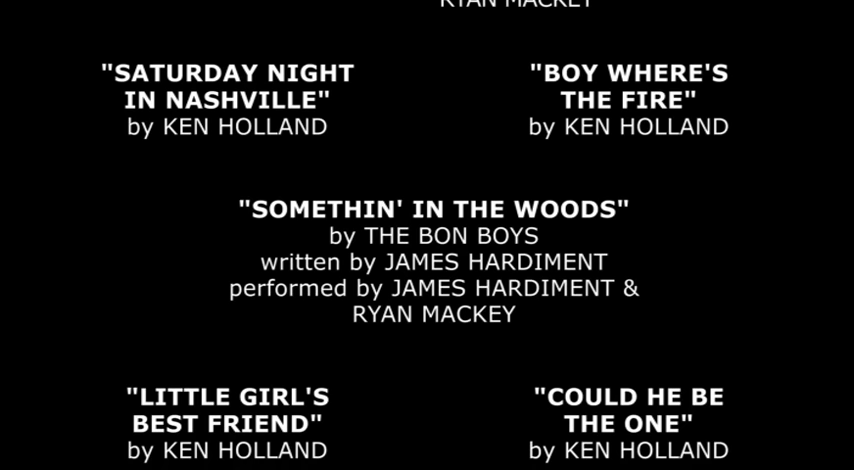 RYAN MACKEY
"SATURDAY NIGHT
IN NASHVILLE"
by KEN HOLLAND
"BOY WHERE'S
THE FIRE"
by KEN HOLLAND
"SOMETHIN' IN THE WOODS"
by THE BON BOYS
written by JAMES HARDIMENT
performed by JAMES HARDIMENT &
RYAN MACKEY
"LITTLE GIRL'S
BEST FRIEND"
by KEN HOLLAND
"COULD HE BE
THE ONE"
by KEN HOLLAND